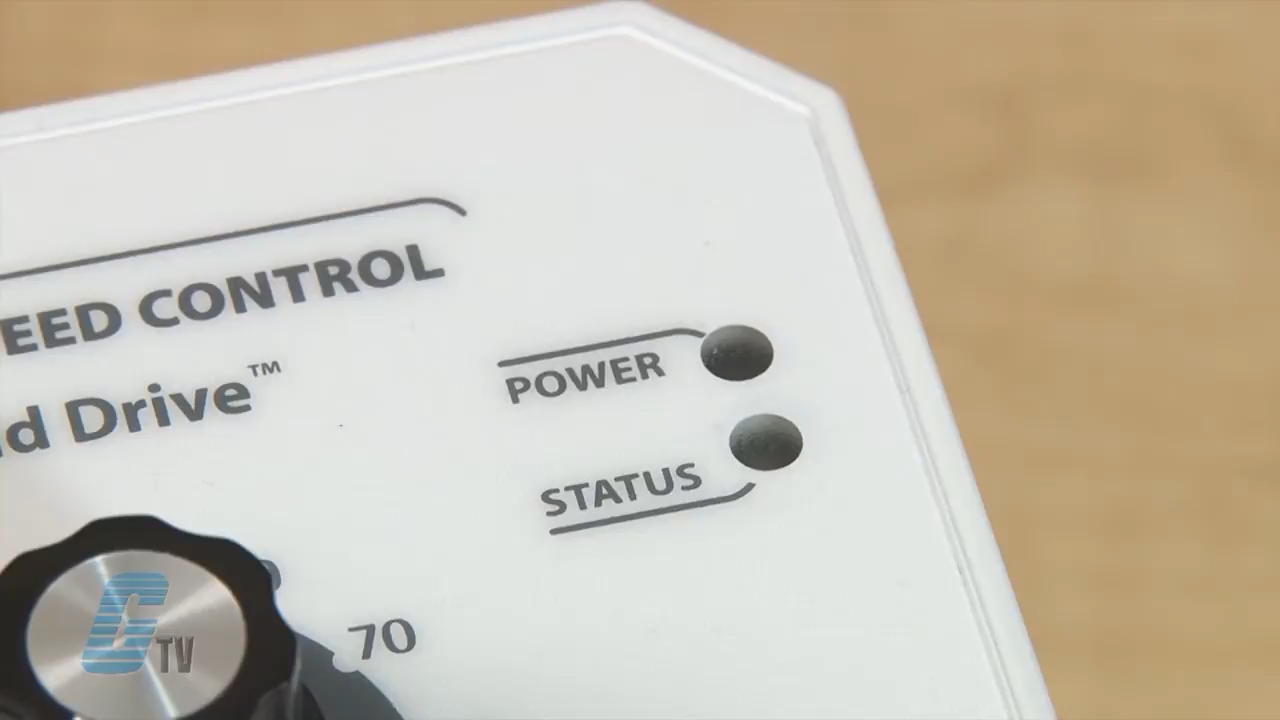 EED CONTROL
d Drive™
POWER
STATUS
70
G TV